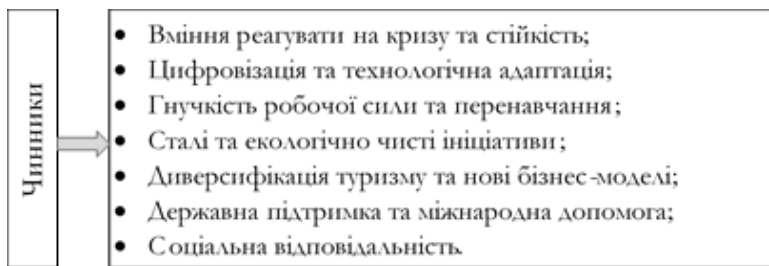 Чинники
• Вміння реагувати на кризу та стійкість;
• Цифровізація та технологічна адаптація;
• Гнучкість робочої сили та перенавчання;
• Сталі та екологічно чисті ініціативи;
• Диверсифікація туризму та нові бізнес-моделі;
• Державна підтримка та міжнародна допомога;
• Соціальна відповідальність.